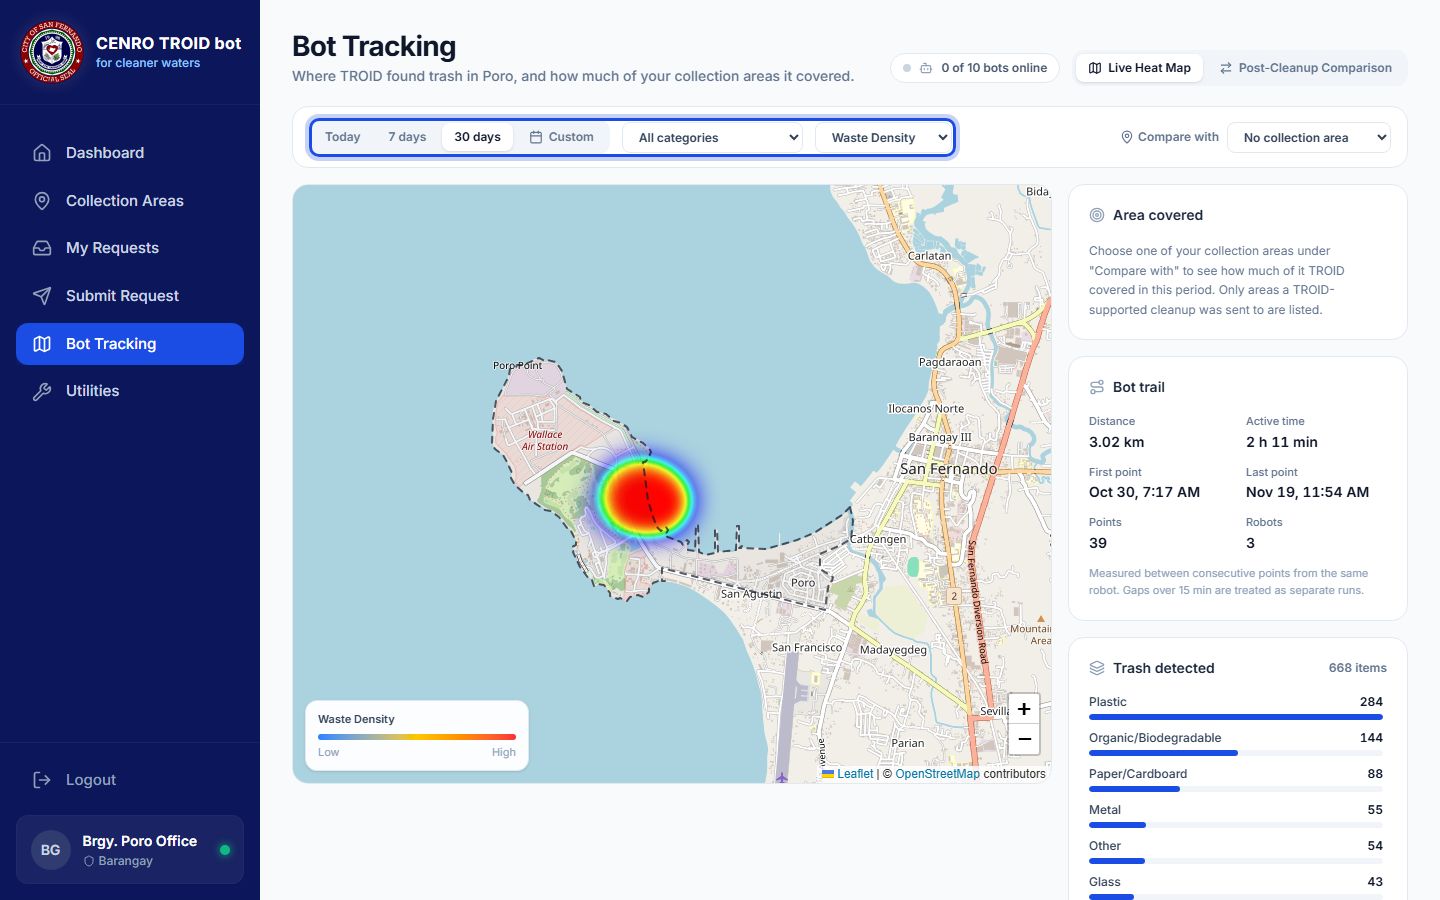 CITY OF SAN FERNANDO
OFFICIAL SEAL
CENRO TROID bot
for cleaner waters
Dashboard
Collection Areas
My Requests
Submit Request
Bot Tracking
Utilities
Logout
BG
Brgy. Poro Office
Barangay
Bot Tracking
Where TROID found trash in Poro, and how much of your collection areas it covered.
0 of 10 bots online
Live Heat Map
Post-Cleanup Comparison
Today
7 days
30 days
Custom
All categories
Waste Density
Compare with
No collection area
Carlatan
Poro Point
Pagdaraoan
Wallace
Air Station
Ilocanos Norte
Barangay III
San Fernando
Catbangen
San Fernando Diversion Road
Poro
San Agustin
2
San Francisco
Madayegdeg
Mountain
Area
Parian
Waste Density
Low
High
+
−
Leaflet | © OpenStreetMap contributors
Area covered
Choose one of your collection areas under
"Compare with" to see how much of it TROID
covered in this period. Only areas a TROID-
supported cleanup was sent to are listed.
Bot trail
Distance
Active time
3.02 km
2 h 11 min
First point
Last point
Oct 30, 7:17 AM
Nov 19, 11:54 AM
Points
Robots
39
3
Measured between consecutive points from the same
robot. Gaps over 15 min are treated as separate runs.
Trash detected
668 items
Plastic
284
Organic/Biodegradable
144
Paper/Cardboard
88
Metal
55
Other
54
Glass
43